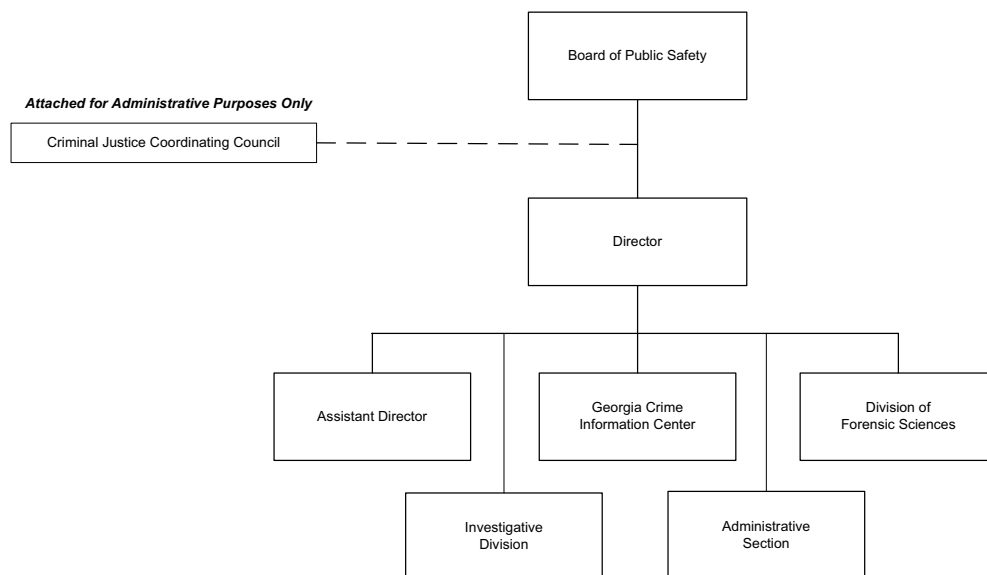 Board of Public Safety
Attached for Administrative Purposes Only
Criminal Justice Coordinating Council
Director
Assistant Director
Georgia Crime
Information Center
Division of
Forensic Sciences
Investigative
Division
Administrative
Section